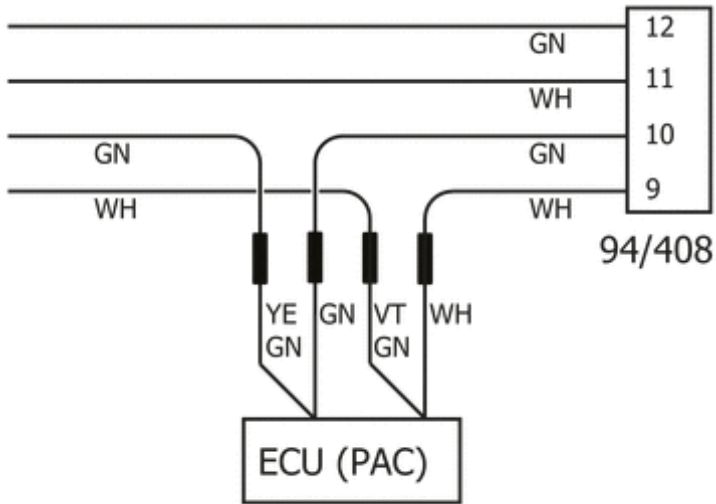 12
GN
11
WH
10
GN
GN
9
WH
WH
94/408
YE GN VT WH
GN GN
ECU (PAC)